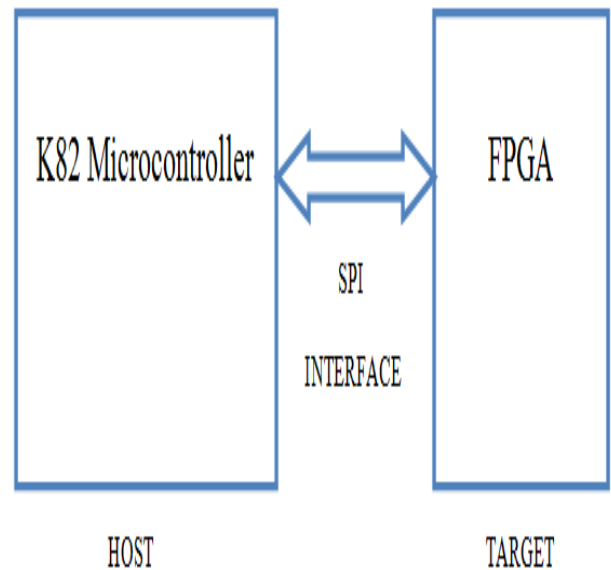 K82 Microcontroller
FPGA
SPI
INTERFACE
HOST
TARGET